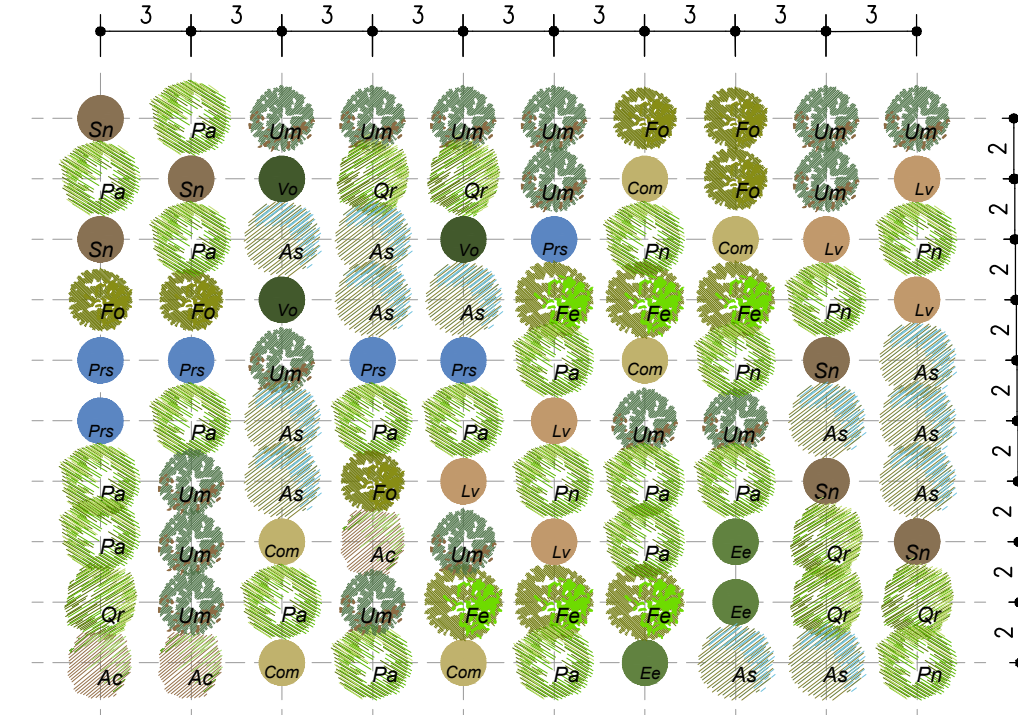 3 3 3 3 3 3 3 3 3
Sn Pa Um Um Um Um Fo Fo Um Um
2
Pa Sn Vo Qr Qr Um Com Fo Um Lv
2
Sn Pa As As Vo Prs Pn Com Lv Pn
2
Fo Fo Vo As As Fe Fe Fe Pn Lv
2
Prs Prs Um Prs Prs Pa Com Pn Sn As
2
Prs Pa As Pa Pa Lv Um Um As As
2
Pa Um As Fo Lv Pn Pa Pa Sn As
2
Pa Um Com Ac Um Lv Pa Ee Qr Sn
2
Qr Um Pa Um Fe Fe Fe Ee Qr Qr
2
Ac Ac Com Pa Com Pa Ee As As Pn